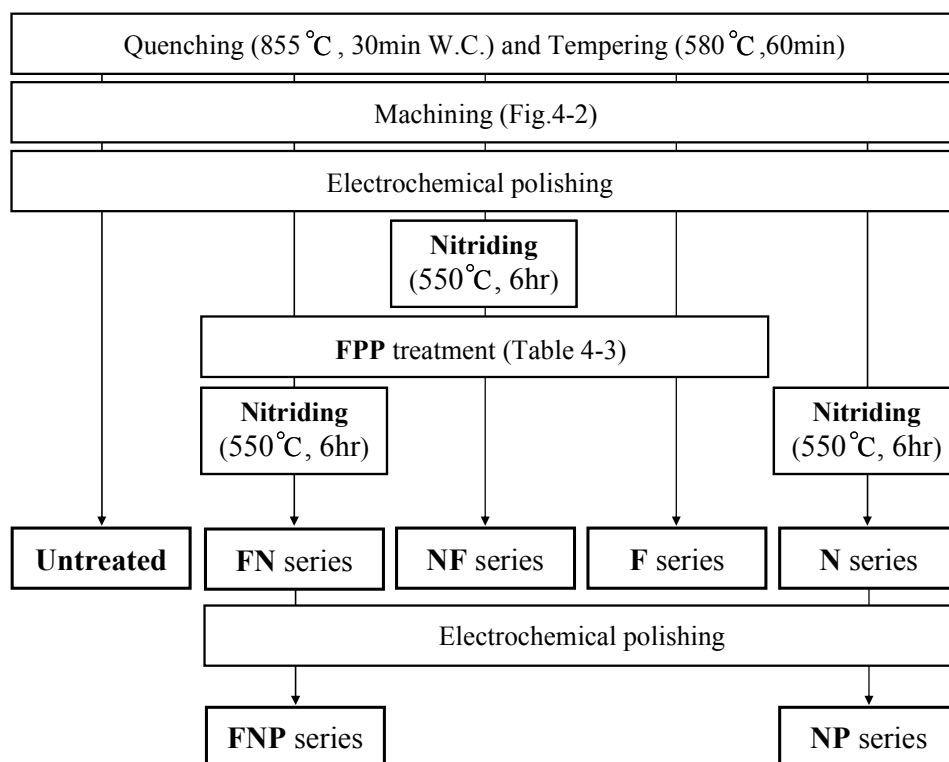 Quenching (855℃, 30min W.C.) and Tempering (580℃,60min)
Machining (Fig.4-2)
Electrochemical polishing
Nitriding
(550℃, 6hr)
FPP treatment (Table 4-3)
Nitriding
(550℃, 6hr)
Nitriding
(550℃, 6hr)
Untreated
FN series
NF series
F series
N series
Electrochemical polishing
FNP series
NP series